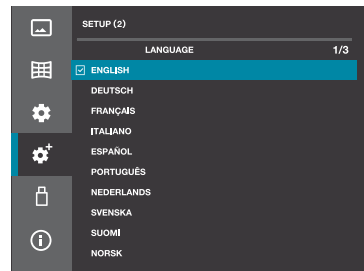 SETUP (2)
LANGUAGE 1/3
ENGLISH
DEUTSCH
FRANÇAIS
ITALIANO
ESPAÑOL
PORTUGUÊS
NEDERLANDS
SVENSKA
SUOMI
NORSK